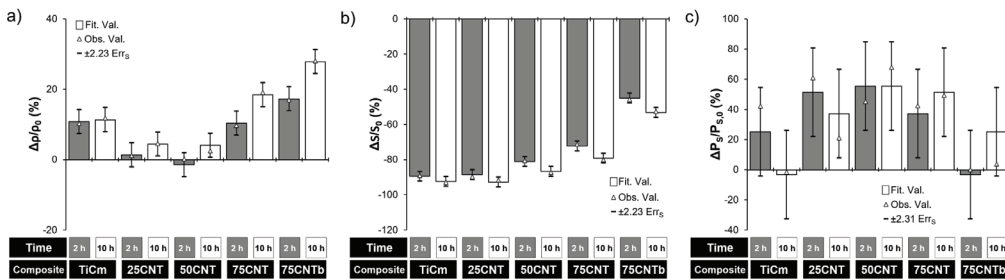 a)
Δρ/ρ0 (%)
40
20
0
-20
Fit. Val.
Obs. Val.
±2.23 ErrS
Time
2 h 10 h 2 h 10 h 2 h 10 h 2 h 10 h 2 h 10 h
Composite
TiCm 25CNT 50CNT 75CNT 75CNTb
b)
ΔS/S0 (%)
0
-20
-40
-60
-80
-100
-120
Fit. Val.
Obs. Val.
±2.23 ErrS
Time
2 h 10 h 2 h 10 h 2 h 10 h 2 h 10 h 2 h 10 h
Composite
TiCm 25CNT 50CNT 75CNT 75CNTb
c)
ΔPS/PS,0 (%)
100
80
60
40
20
0
-20
-40
Fit. Val.
Obs. Val.
±2.31 ErrS
Time
2 h 10 h 2 h 10 h 2 h 10 h 2 h 10 h 2 h 10 h
Composite
TiCm 25CNT 50CNT 75CNT 75CNTb